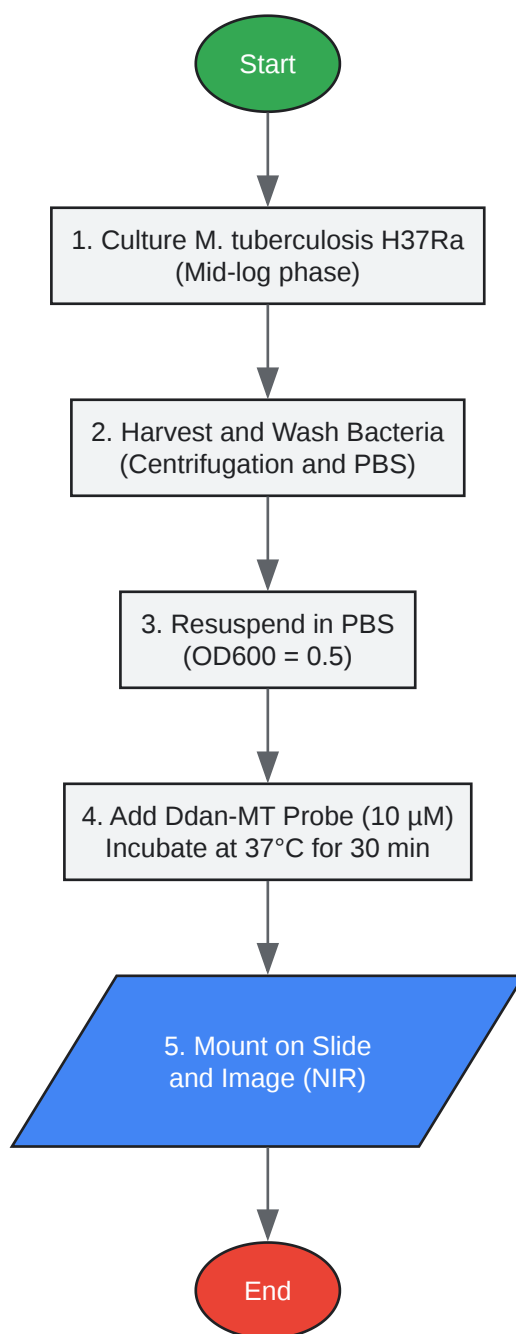 Start
1. Culture M. tuberculosis H37Ra
(Mid-log phase)
2. Harvest and Wash Bacteria
(Centrifugation and PBS)
3. Resuspend in PBS
(OD600 = 0.5)
4. Add Ddan-MT Probe (10 µM)
Incubate at 37°C for 30 min
5. Mount on Slide
and Image (NIR)
End